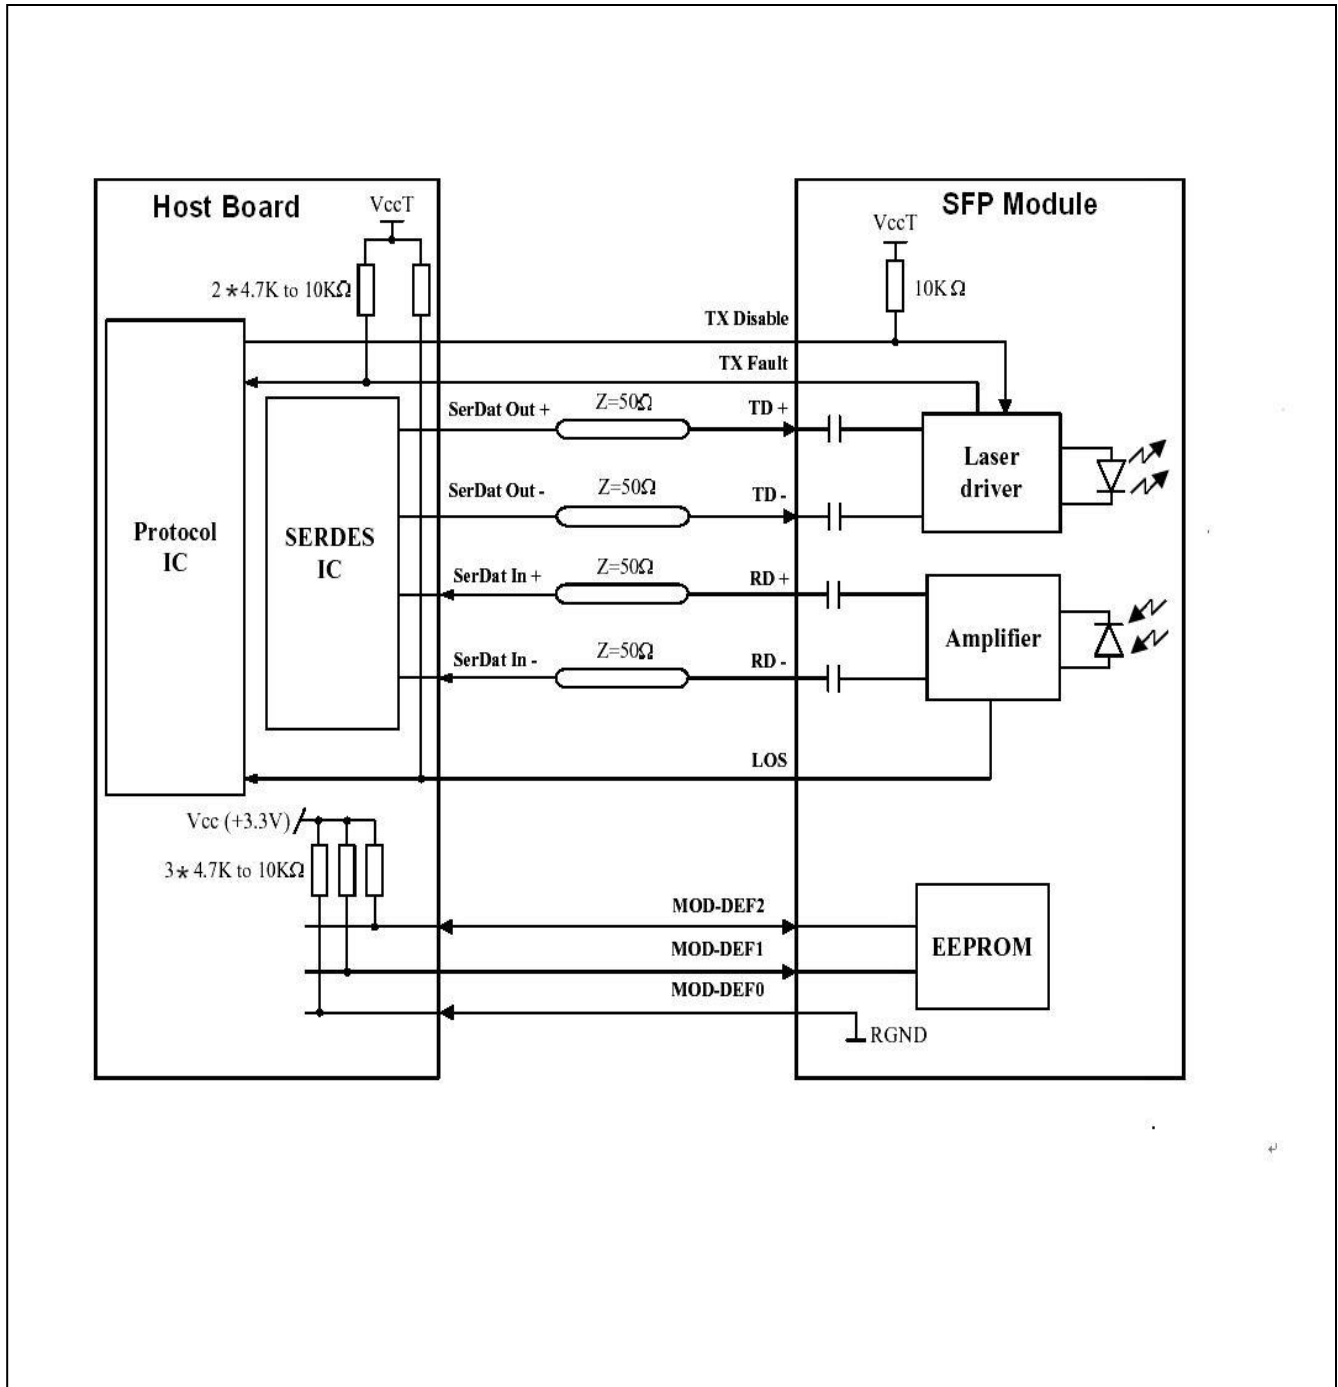 Host Board
VccT
2*4.7K to 10KΩ
SFP Module
VccT
10KΩ
TX Disable
TX Fault
SerDat Out +
Z=50Ω
TD +
SerDat Out -
Z=50Ω
TD -
SerDat In +
Z=50Ω
RD +
SerDat In -
Z=50Ω
RD -
LOS
Protocol
IC
SERDES
IC
Laser
driver
Amplifier
Vcc (+3.3V)
3*4.7K to 10KΩ
MOD-DEF2
MOD-DEF1
MOD-DEF0
EEPROM
RGND